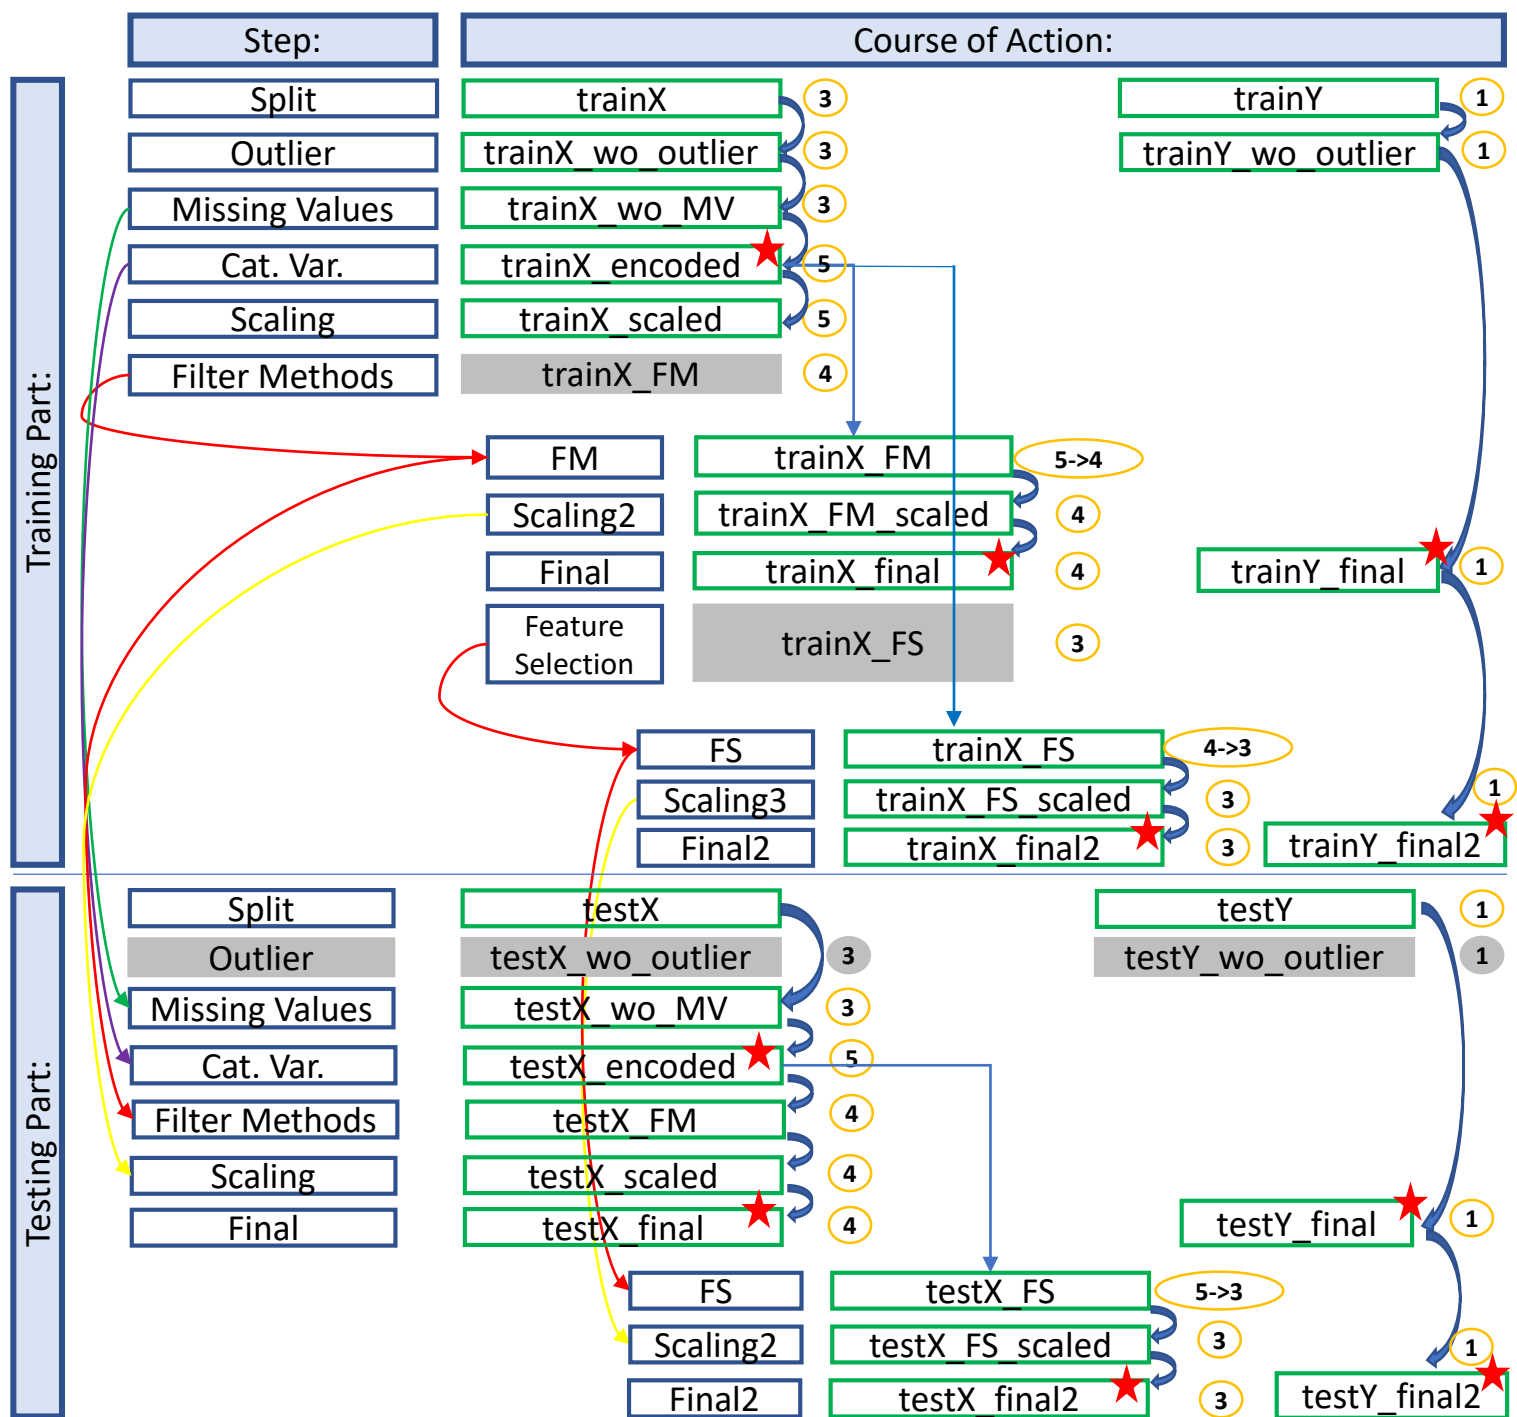 Step: Course of Action:
Training Part:
Split trainX 3 trainY 1
Outlier trainX_wo_outlier 3 trainY_wo_outlier 1
Missing Values trainX_wo_MV 3
Cat. Var. trainX_encoded 5
Scaling trainX_scaled 5
Filter Methods trainX_FM 4
FM trainX_FM 5->4
Scaling2 trainX_FM_scaled 4
Final trainX_final 4 trainY_final 1
Feature
Selection trainX_FS 3
FS trainX_FS 4->3
Scaling3 trainX_FS_scaled 3 1
Final2 trainX_final2 3 trainY_final2
Testing Part:
Split testX testY 1
Outlier testX_wo_outlier 3 testY_wo_outlier 1
Missing Values testX_wo_MV 3
Cat. Var. testX_encoded 5
Filter Methods testX_FM 4
Scaling testX_scaled 4
Final testX_final 4 testY_final 1
FS testX_FS 5->3
Scaling2 testX_FS_scaled 3 1
Final2 testX_final2 3 testY_final2